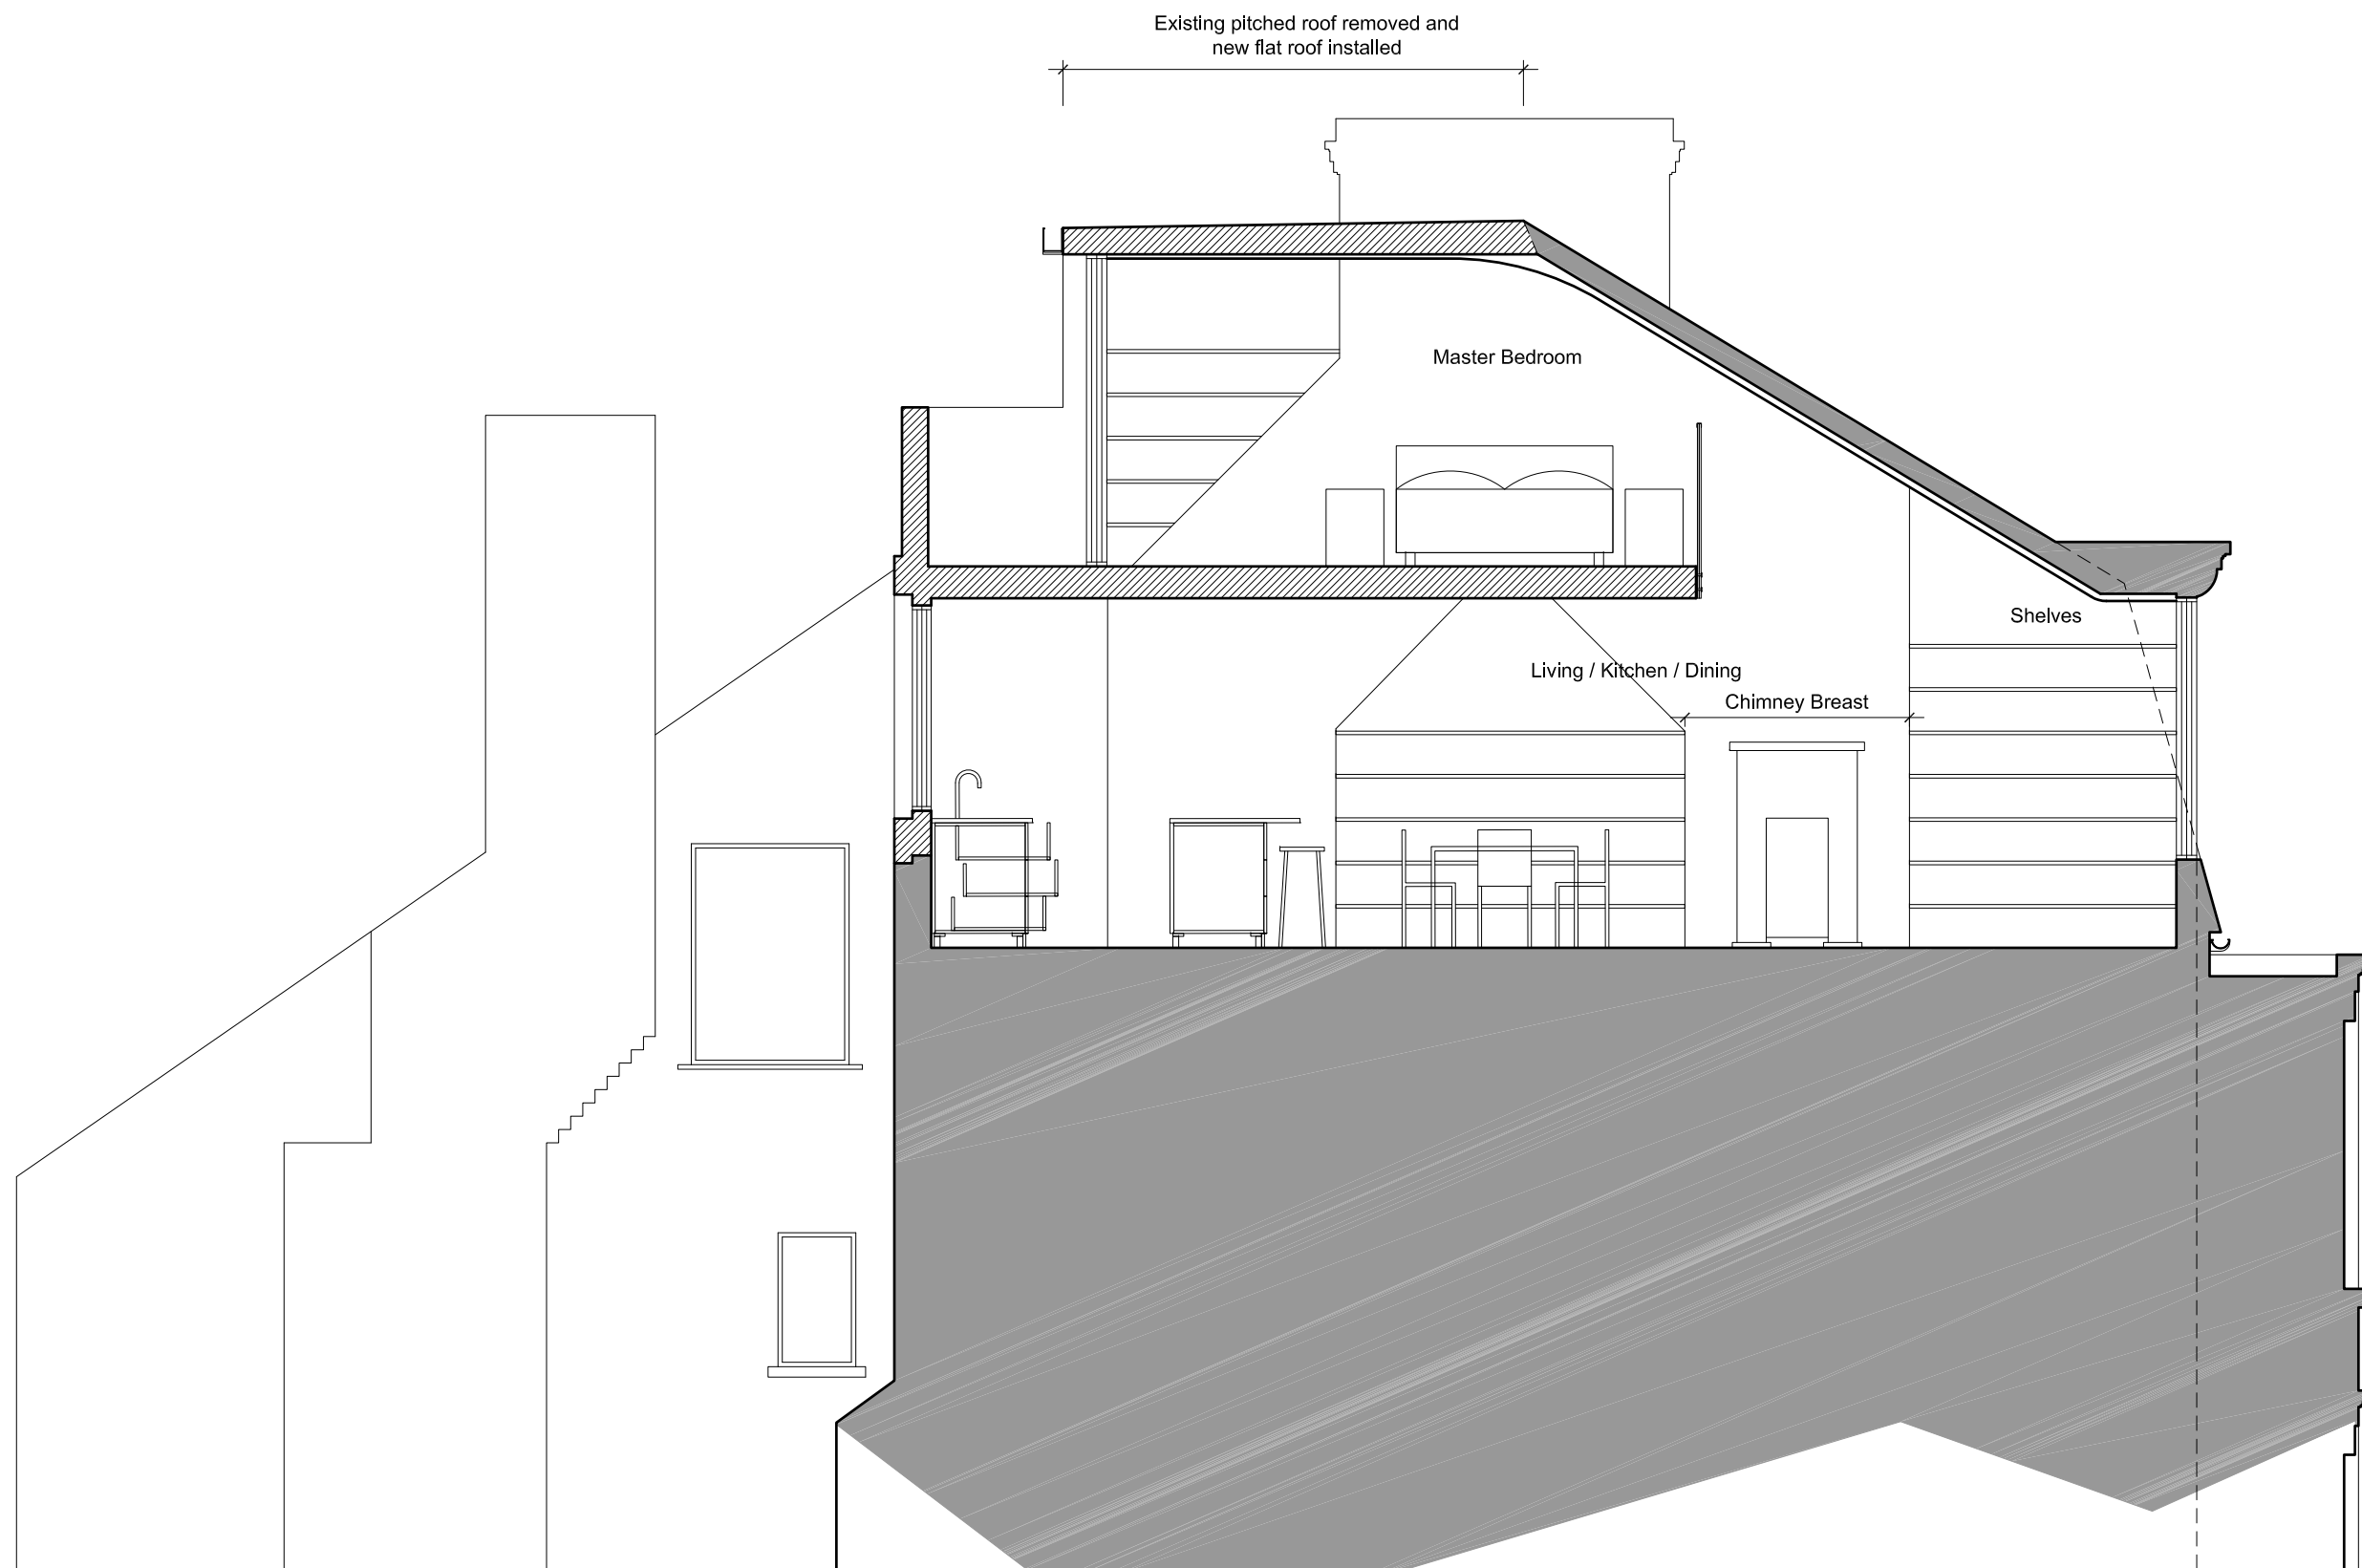 Existing pitched roof removed and
new flat roof installed
Master Bedroom
Shelves
Living / Kitchen / Dining
Chimney Breast